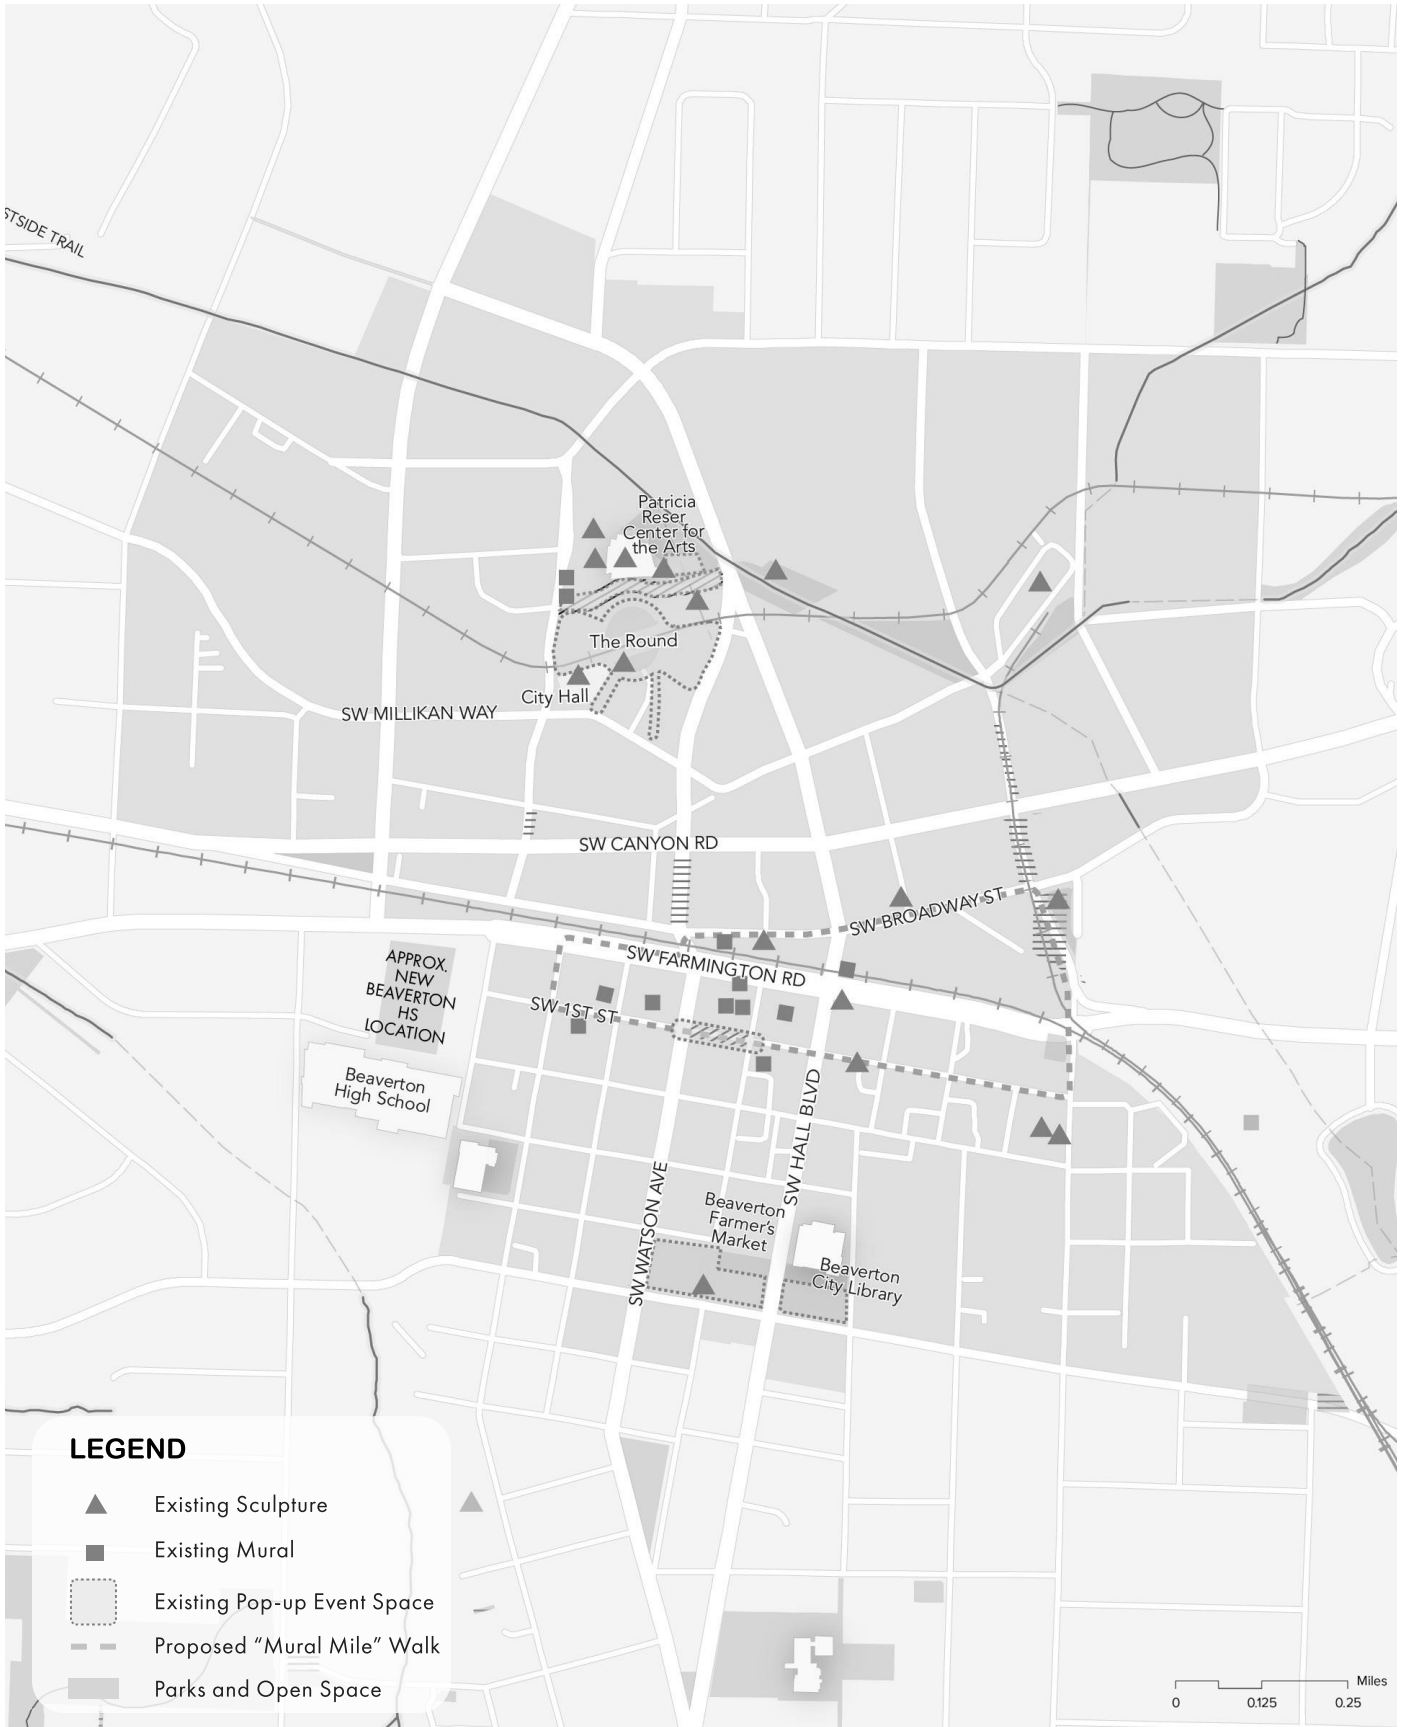 STSIDE TRAIL
Patricia
Reser
Center for
the Arts
The Round
City Hall
SW MILLIKAN WAY
SW CANYON RD
SW BROADWAY ST
SW FARMINGTON RD
APPROX.
NEW
BEAVERTON
HS
LOCATION
SW 1ST ST
Beaverton
High School
SW HALL BLVD
SW WATSON AVE
Beaverton
Farmer's
Market
Beaverton
City Library
LEGEND
Existing Sculpture
Existing Mural
Existing Pop-up Event Space
Proposed “Mural Mile” Walk
Parks and Open Space
Miles
0 0.125 0.25